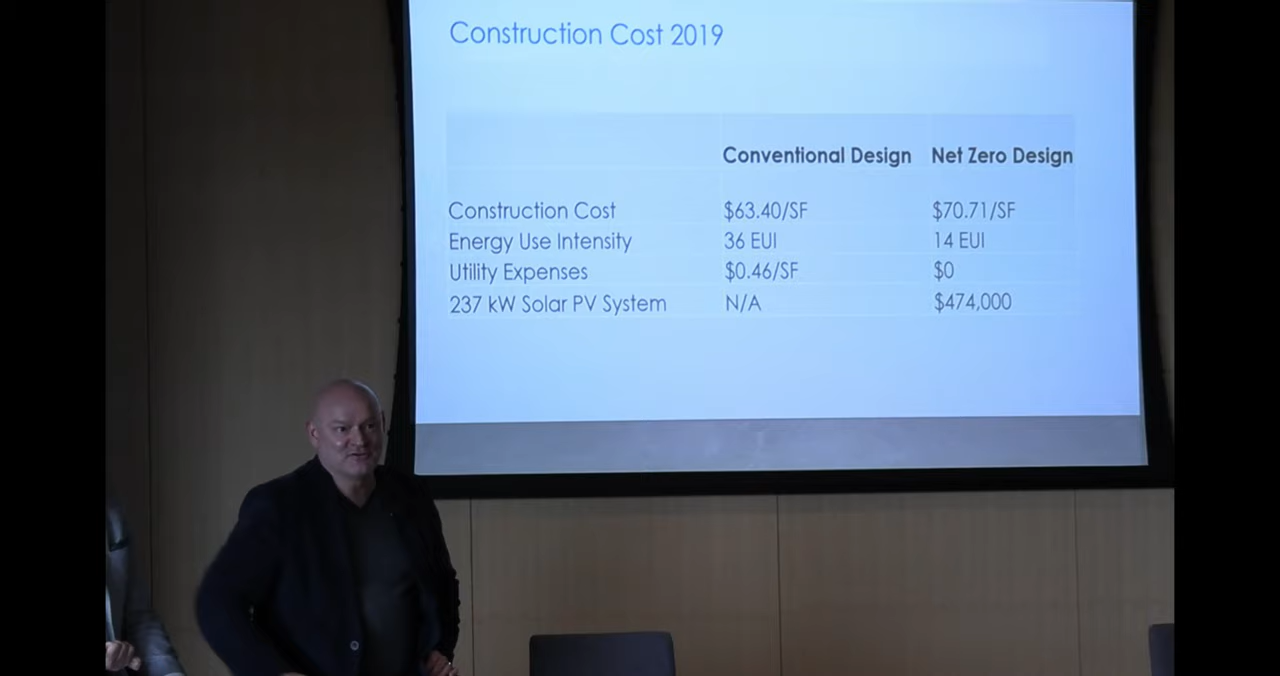 Construction Cost 2019
Conventional Design Net Zero Design
Construction Cost $63.40/SF $70.71/SF
Energy Use Intensity 36 EUI 14 EUI
Utility Expenses $0.46/SF $0
237 kW Solar PV System N/A $474,000